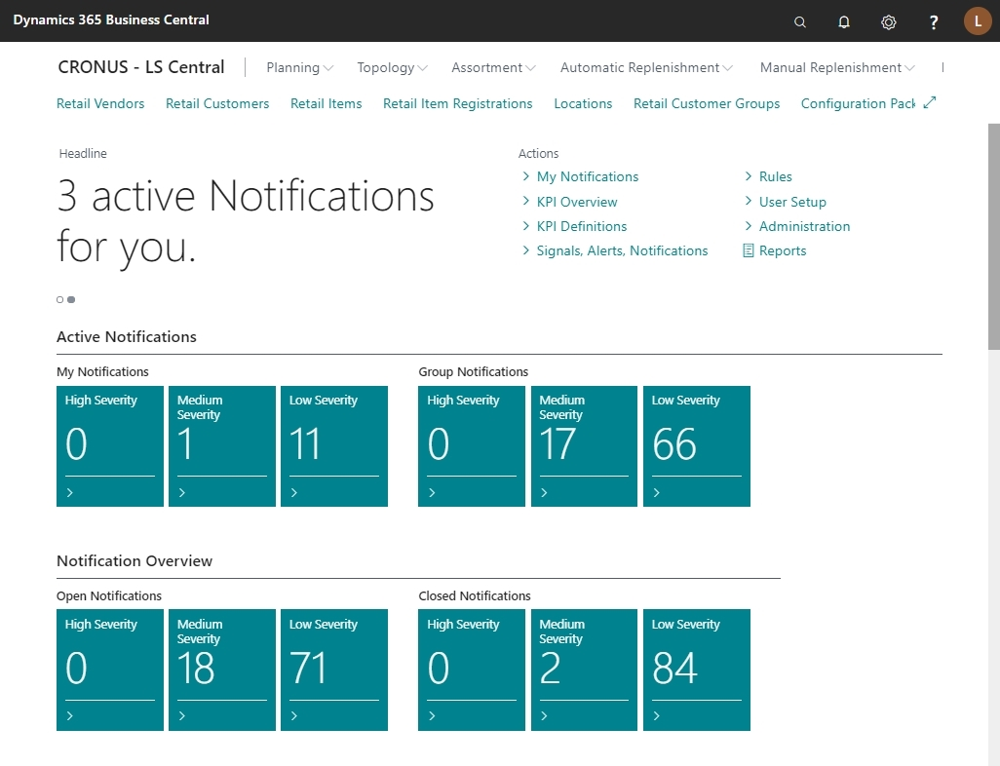 Dynamics 365 Business Central
?
L
CRONUS - LS Central
Planning
Topology
Assortment
Automatic Replenishment
Manual Replenishment
Retail Vendors
Retail Customers
Retail Items
Retail Item Registrations
Locations
Retail Customer Groups
Configuration Pack
Headline
3 active Notifications
for you.
Actions
My Notifications
KPI Overview
KPI Definitions
Signals, Alerts, Notifications
Rules
User Setup
Administration
Reports
Active Notifications
My Notifications
High Severity
0
Medium
Severity
1
Low Severity
11
Group Notifications
High Severity
0
Medium
Severity
17
Low Severity
66
Notification Overview
Open Notifications
High Severity
0
Medium
Severity
18
Low Severity
71
Closed Notifications
High Severity
0
Medium
Severity
2
Low Severity
84